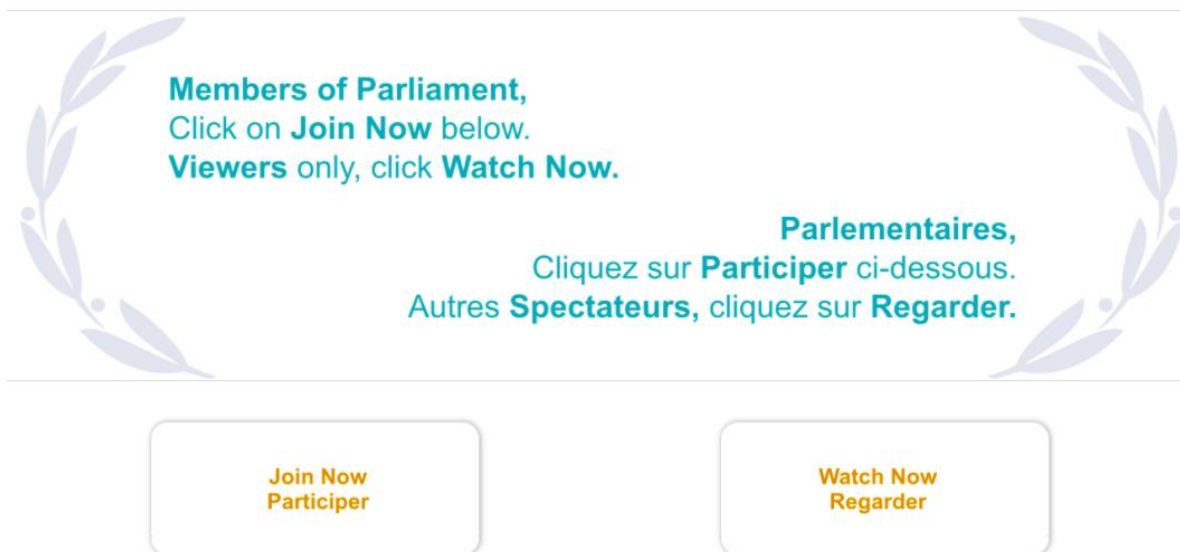 Members of Parliament,
Click on Join Now below.
Viewers only, click Watch Now.
Parlementaires,
Cliquez sur Participer ci-dessous.
Autres Spectateurs, cliquez sur Regarder.
Join Now
Participer
Watch Now
Regarder